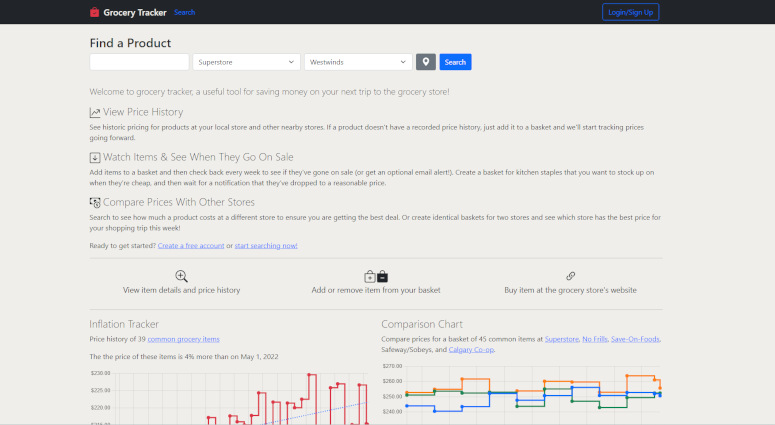 Grocery Tracker Search Login/Sign Up
Find a Product
Superstore Westwinds Search
Welcome to grocery tracker, a useful tool for saving money on your next trip to the grocery store!
View Price History
See historic pricing for products at your local store and other nearby stores. If a product doesn't have a recorded price history, just add it to a basket and we'll start tracking prices
going forward.
Watch Items & See When They Go On Sale
Add items to a basket and then check back every week to see if they've gone on sale (or get an optional email alert!). Create a basket for kitchen staples that you want to stock up on
when they're cheap, and then wait for a notification that they've dropped to a reasonable price.
Compare Prices With Other Stores
Search to see how much a product costs at a different store to ensure you are getting the best deal. Or create identical baskets for two stores and see which store has the best price for
your shopping trip this week!
Ready to get started? Create a free account or start searching now!
View item details and price history
Add or remove item from your basket
Buy item at the grocery store's website
Inflation Tracker
Price history of 39 common grocery items
The the price of these items is 4% more than on May 1, 2022
$230.00
$225.00
$220.00
Comparison Chart
Compare prices for a basket of 45 common items at Superstore, No Frills, Save-On-Foods,
Safeway/Sobeys, and Calgary Co-op.
$270.00
$260.00
$250.00
$240.00